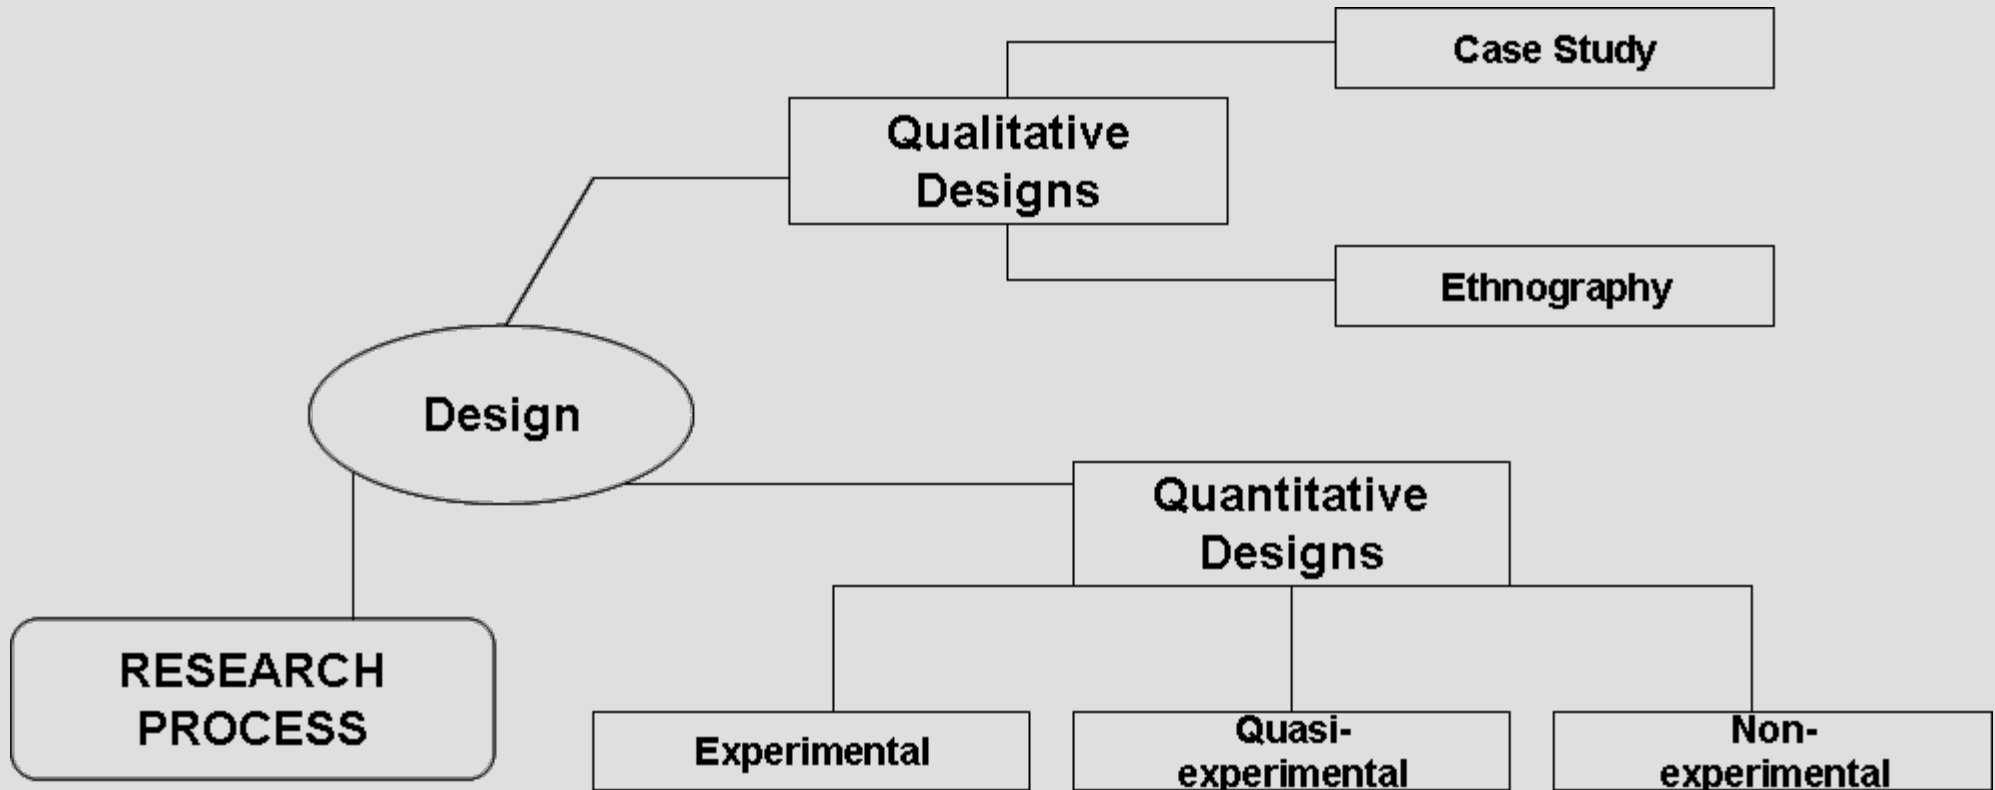 Case Study
Qualitative
Designs
Ethnography
Design
Quantitative
Designs
RESEARCH
PROCESS
Experimental
Quasi-
experimental
Non-
experimental